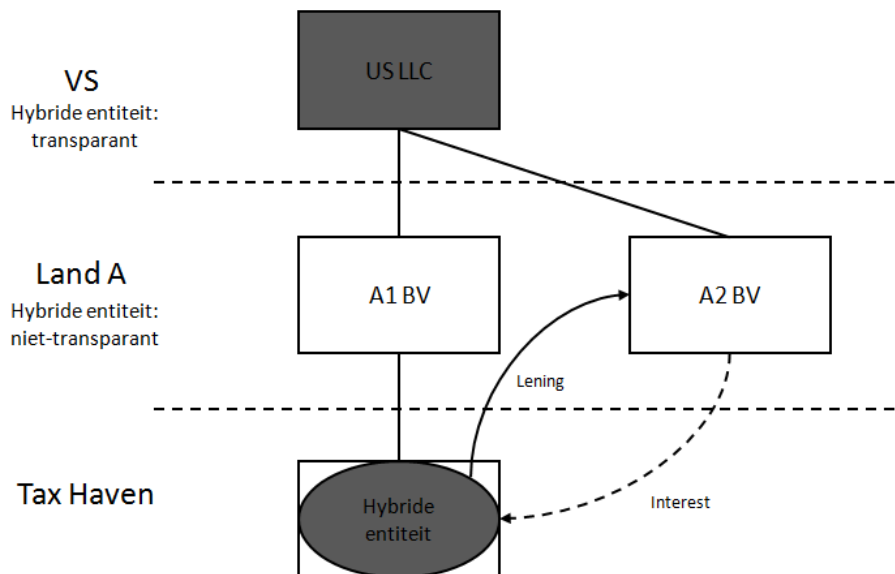 VS
Hybride entiteit:
transparant
US LLC
Land A
Hybride entiteit:
niet-transparant
A1 BV
A2 BV
Lening
Tax Haven
Hybride
entiteit
Interest